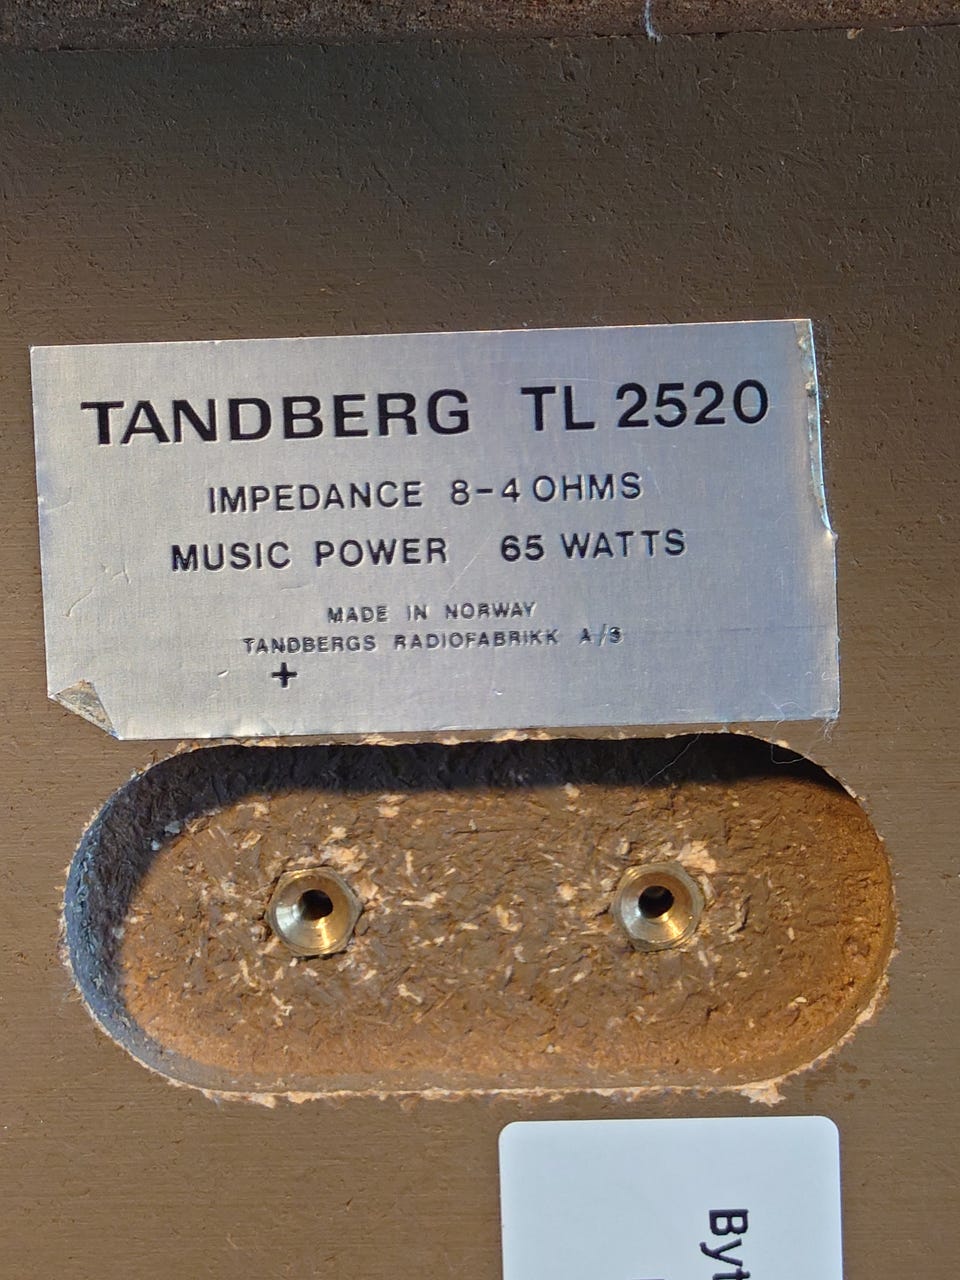 TANDBERG TL 2520
IMPEDANCE 8-4 OHMS
MUSIC POWER 65 WATTS
MADE IN NORWAY
TANDBERGS RADIOFABRIKK A/S
+